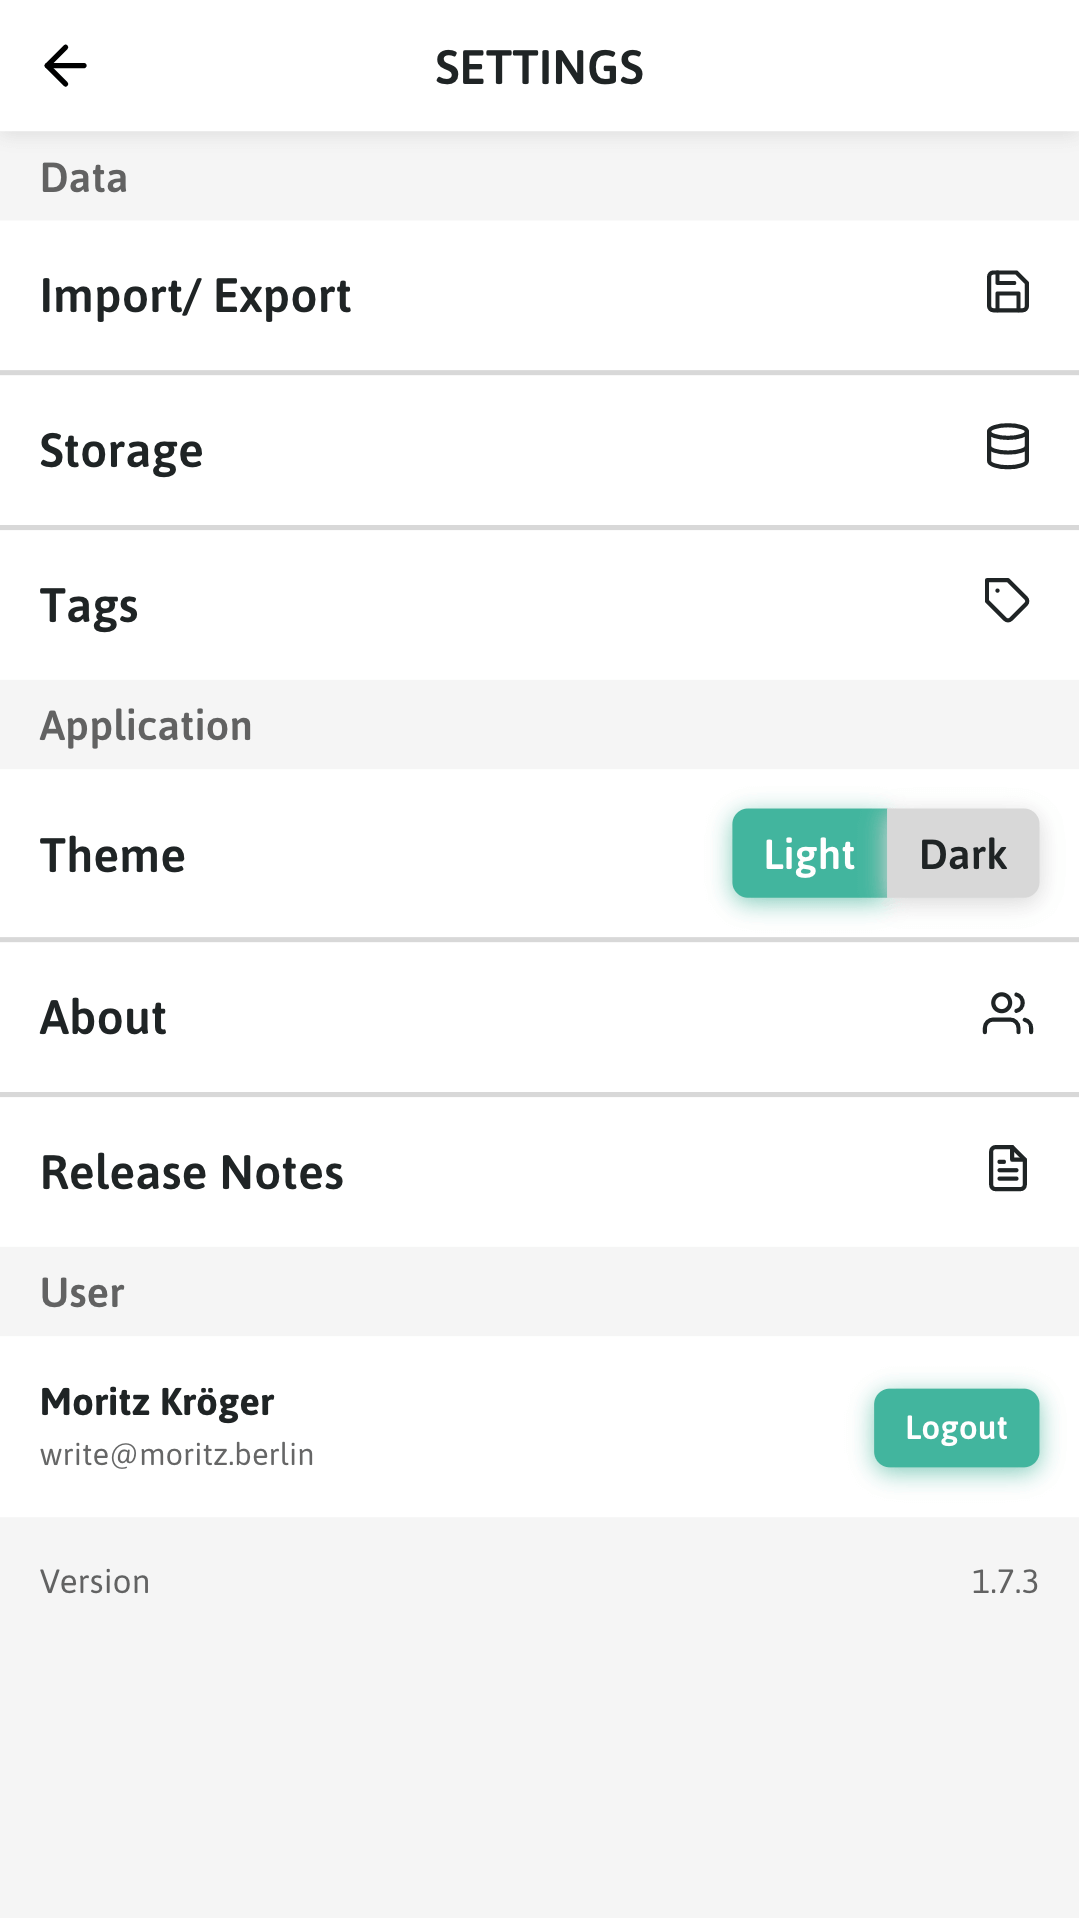 SETTINGS
Data
Import/ Export
Storage
Tags
Application
Theme
Light Dark
About
Release Notes
User
Moritz Kröger
write@moritz.berlin
Logout
Version 1.7.3